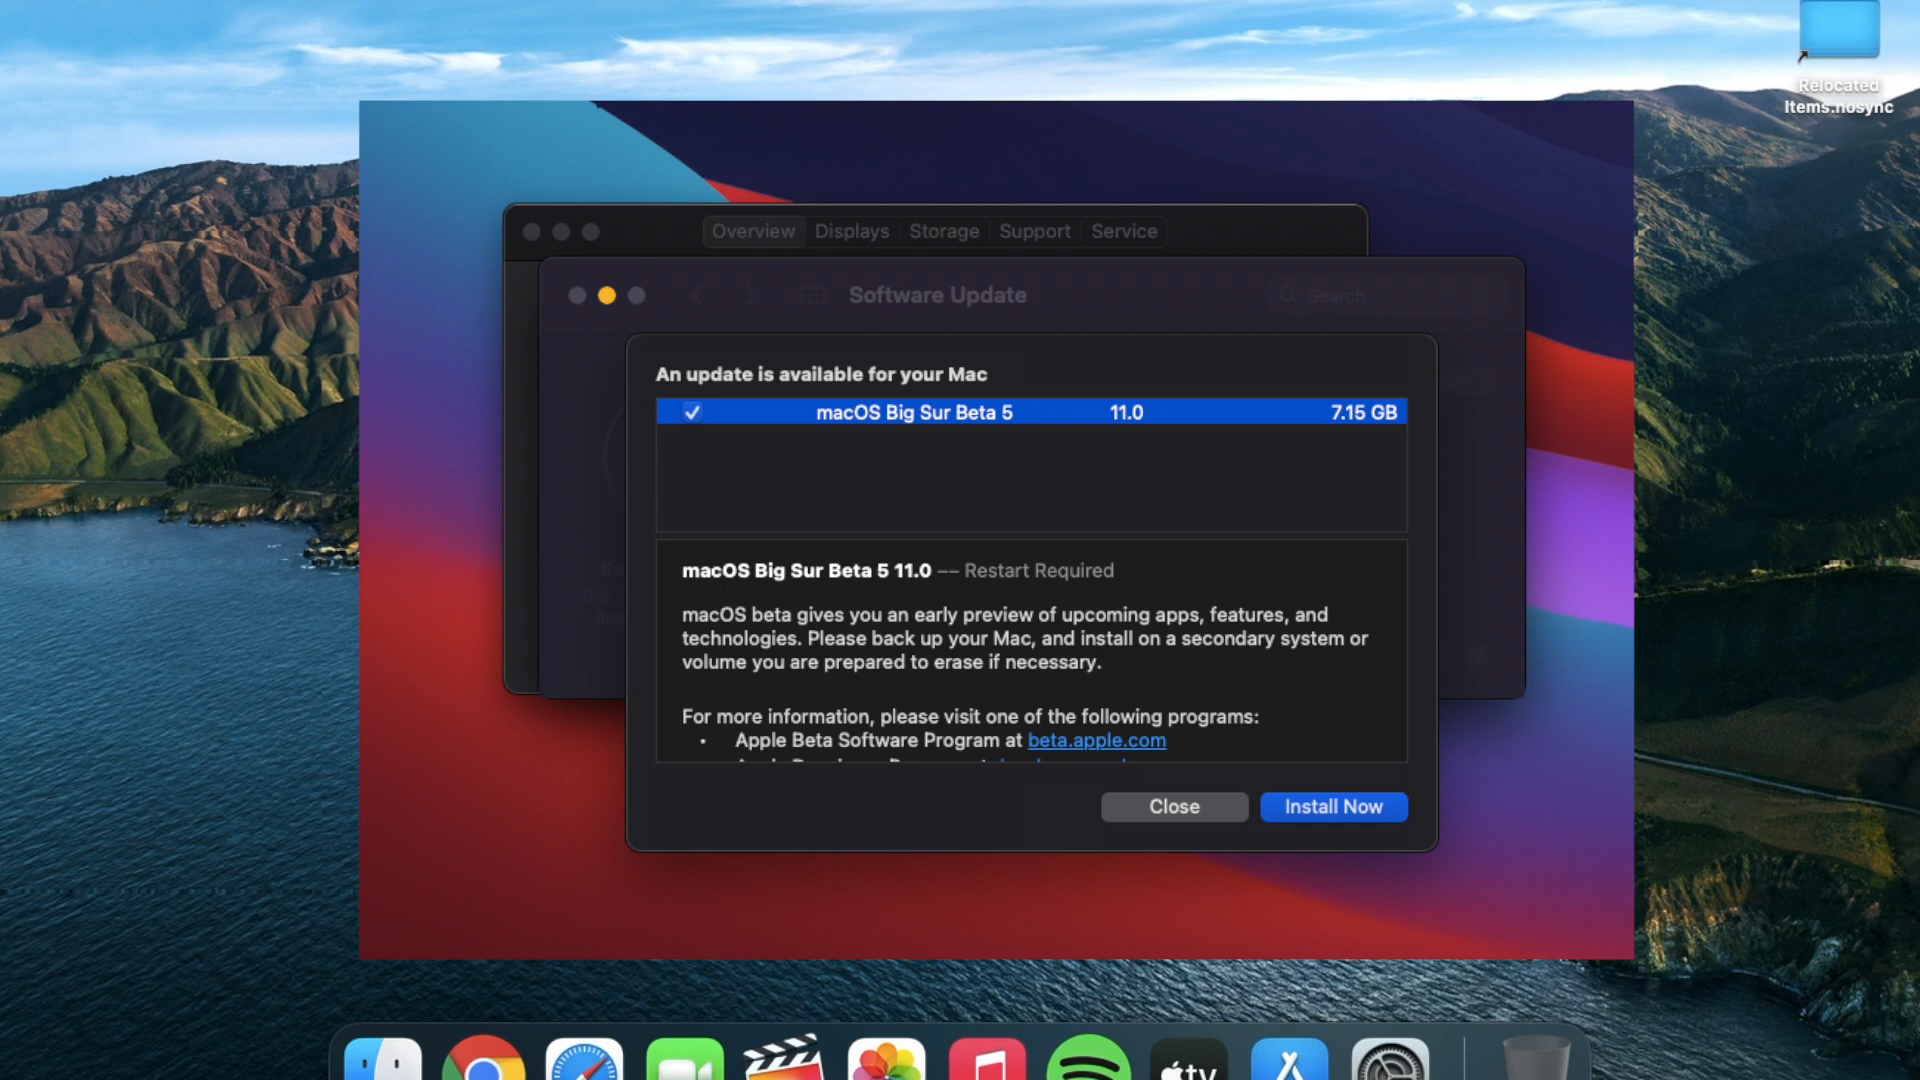 Relocated
Items.nosync
Overview Displays Storage Support Service
Software Update
Search
An update is available for your Mac
macOS Big Sur Beta 5 11.0 7.15 GB
macOS Big Sur Beta 5 11.0 — Restart Required
macOS beta gives you an early preview of upcoming apps, features, and
technologies. Please back up your Mac, and install on a secondary system or
volume you are prepared to erase if necessary.
For more information, please visit one of the following programs:
• Apple Beta Software Program at beta.apple.com
Close Install Now
tv